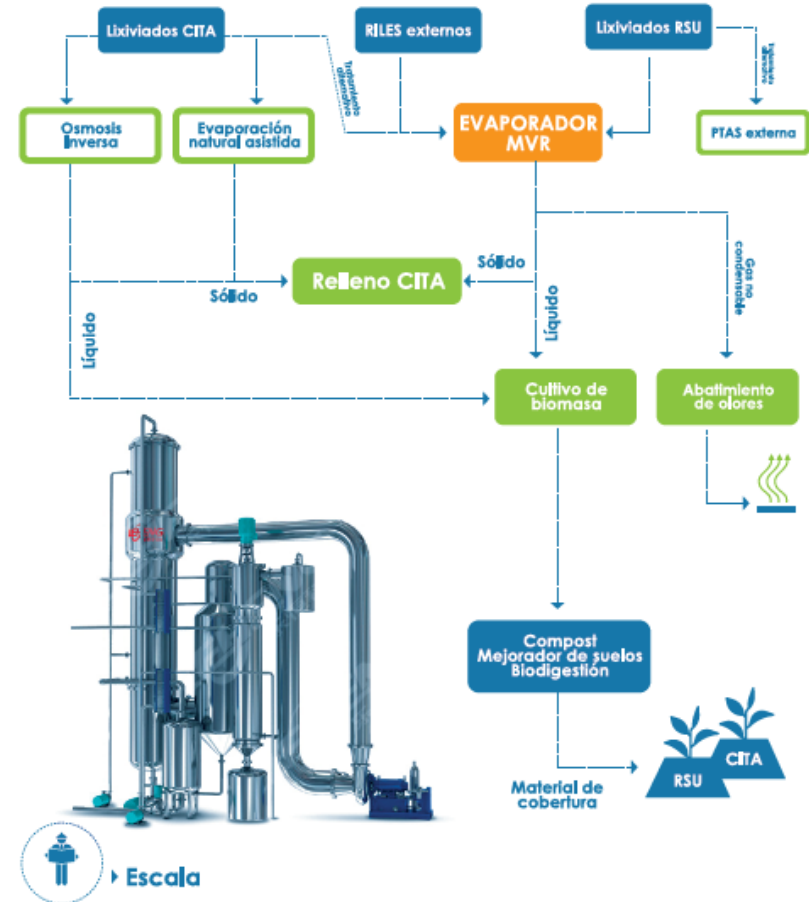 Lixiviados CITA
RILES externos
Lixiviados RSU
Tratamiento
alternativo
Tratamiento
alternativo
Osmosis
Inversa
Evaporación
natural asistida
EVAPORADOR
MVR
PTAS externa
Sólido
Relleno CITA
Sólido
Gas no
condensable
Líquido
Líquido
Cultivo de
biomasa
Abatimiento
de olores
Compost
Mejorador de suelos
Biodigestión
Material de
cobertura
RSU
CITA
Escala